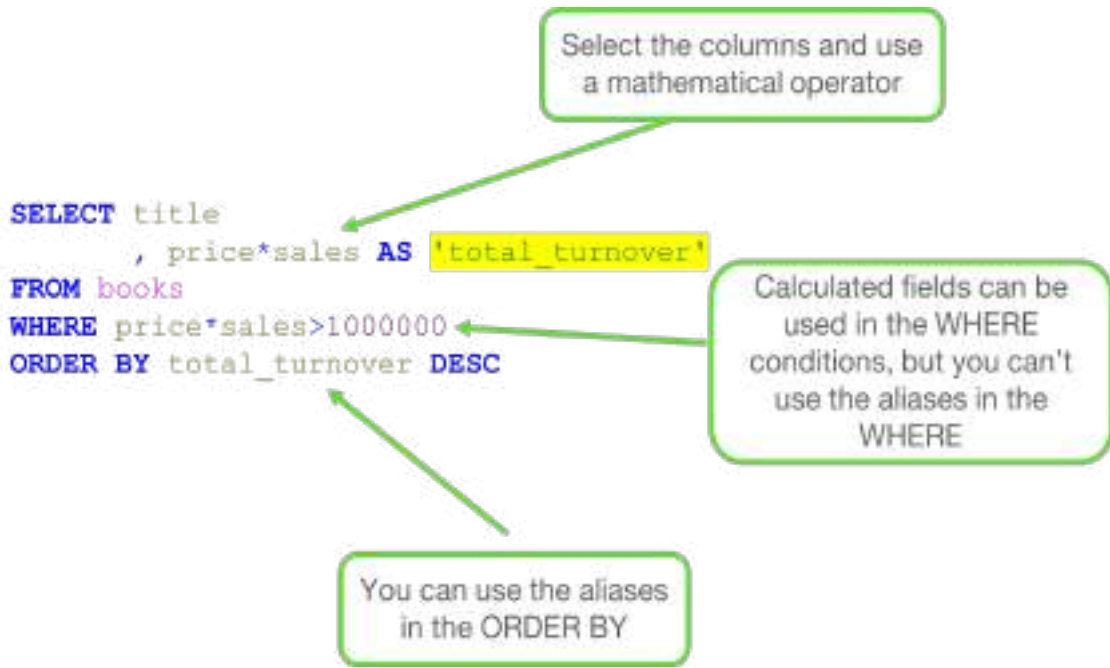 Select the columns and use
a mathematical operator
SELECT title
, price*sales AS 'total_turnover'
FROM books
WHERE price*sales>1000000
ORDER BY total_turnover DESC
Calculated fields can be
used in the WHERE
conditions, but you can't
use the aliases in the
WHERE
You can use the aliases
in the ORDER BY